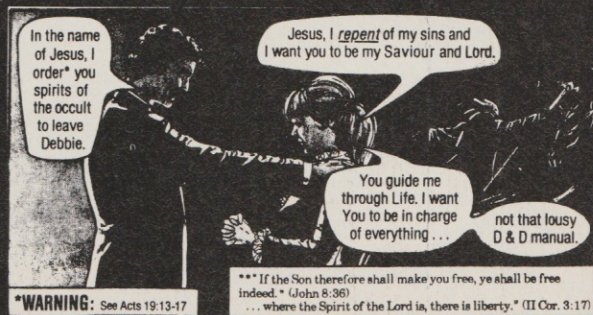 In the name
of Jesus, I
order* you
spirits of
the occult
to leave
Debbie.
Jesus, I repent of my sins and
I want you to be my Saviour and Lord.
You guide me
through Life. I want
You to be in charge
of everything . . .
not that lousy
D & D manual.
*WARNING: See Acts 19:13-17
**" If the Son therefore shall make you free, ye shall be free
indeed." (John 8:36)
. . . where the Spirit of the Lord is, there is liberty." (II Cor. 3:17)